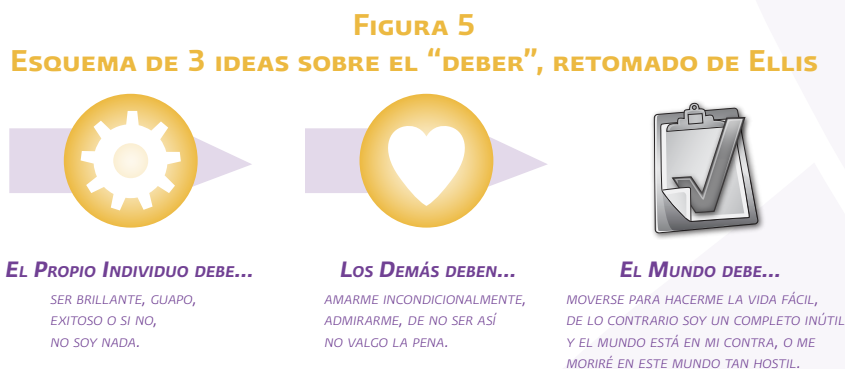 Figura 5
Esquema de 3 ideas sobre el “deber”, retomado de Ellis
El Propio Individuo debe...
ser brillante, guapo,
exitoso o si no,
no soy nada.
Los Demás deben...
amarme incondicionalmente,
admirarme, de no ser así
no valgo la pena.
El Mundo debe...
moverse para hacerme la vida fácil,
de lo contrario soy un completo inútil
y el mundo está en mi contra, o me
moriré en este mundo tan hostil.